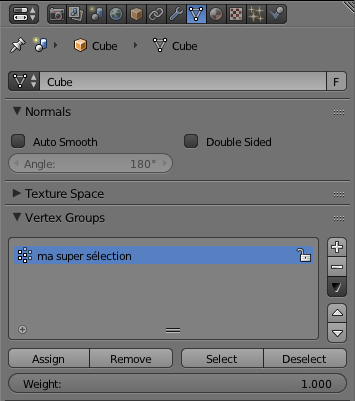 Cube Cube
Cube F
Normals
Auto Smooth Double Sided
Angle: 180°
Texture Space
Vertex Groups
ma super sélection
Assign Remove Select Deselect
Weight: 1.000